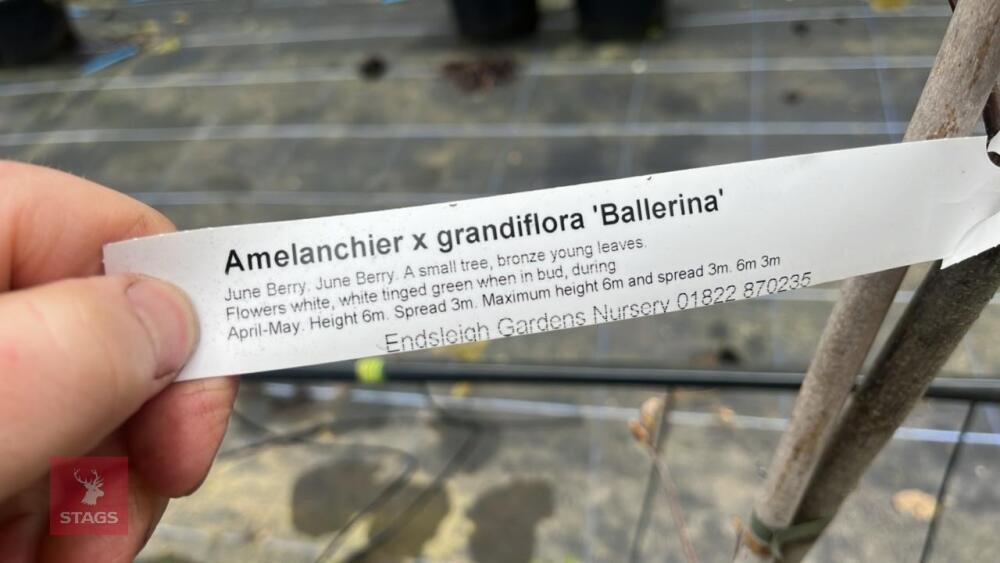 Amelanchier x grandiflora 'Ballerina'
June Berry. June Berry. A small tree, bronze young leaves.
Flowers white, white tinged green when in bud, during
April-May. Height 6m. Spread 3m. Maximum height 6m and spread 3m. 6m 3m
Endsleigh Gardens Nursery 01822 870235
STAGS